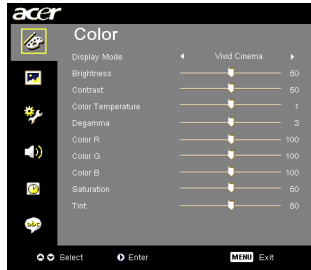 acer
Color
Display Mode Vivid Cinema
Brightness 50
Contrast 50
Color Temperature 1
Degamma 3
Color R 100
Color G 100
Color B 100
Saturation 50
Tint 50
abc
Select Enter MENU Exit